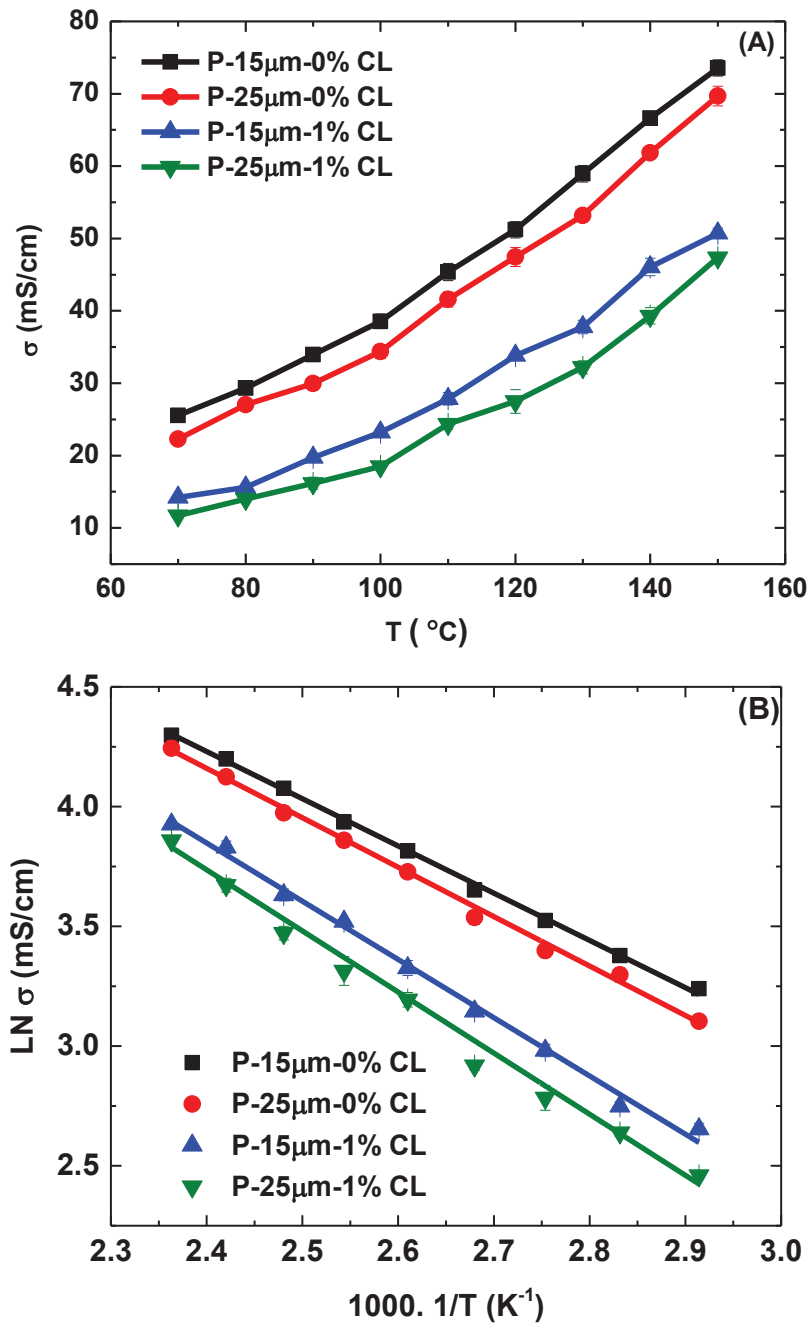 (A)
P-15μm-0% CL
P-25μm-0% CL
P-15μm-1% CL
P-25μm-1% CL
80
70
60
50
40
30
20
10
σ (mS/cm)
60 80 100 120 140 160
T ( °C)
(B)
4.5
4.0
3.5
3.0
2.5
LN σ (mS/cm)
P-15μm-0% CL
P-25μm-0% CL
P-15μm-1% CL
P-25μm-1% CL
2.3 2.4 2.5 2.6 2.7 2.8 2.9 3.0
1000. 1/T (K⁻¹)